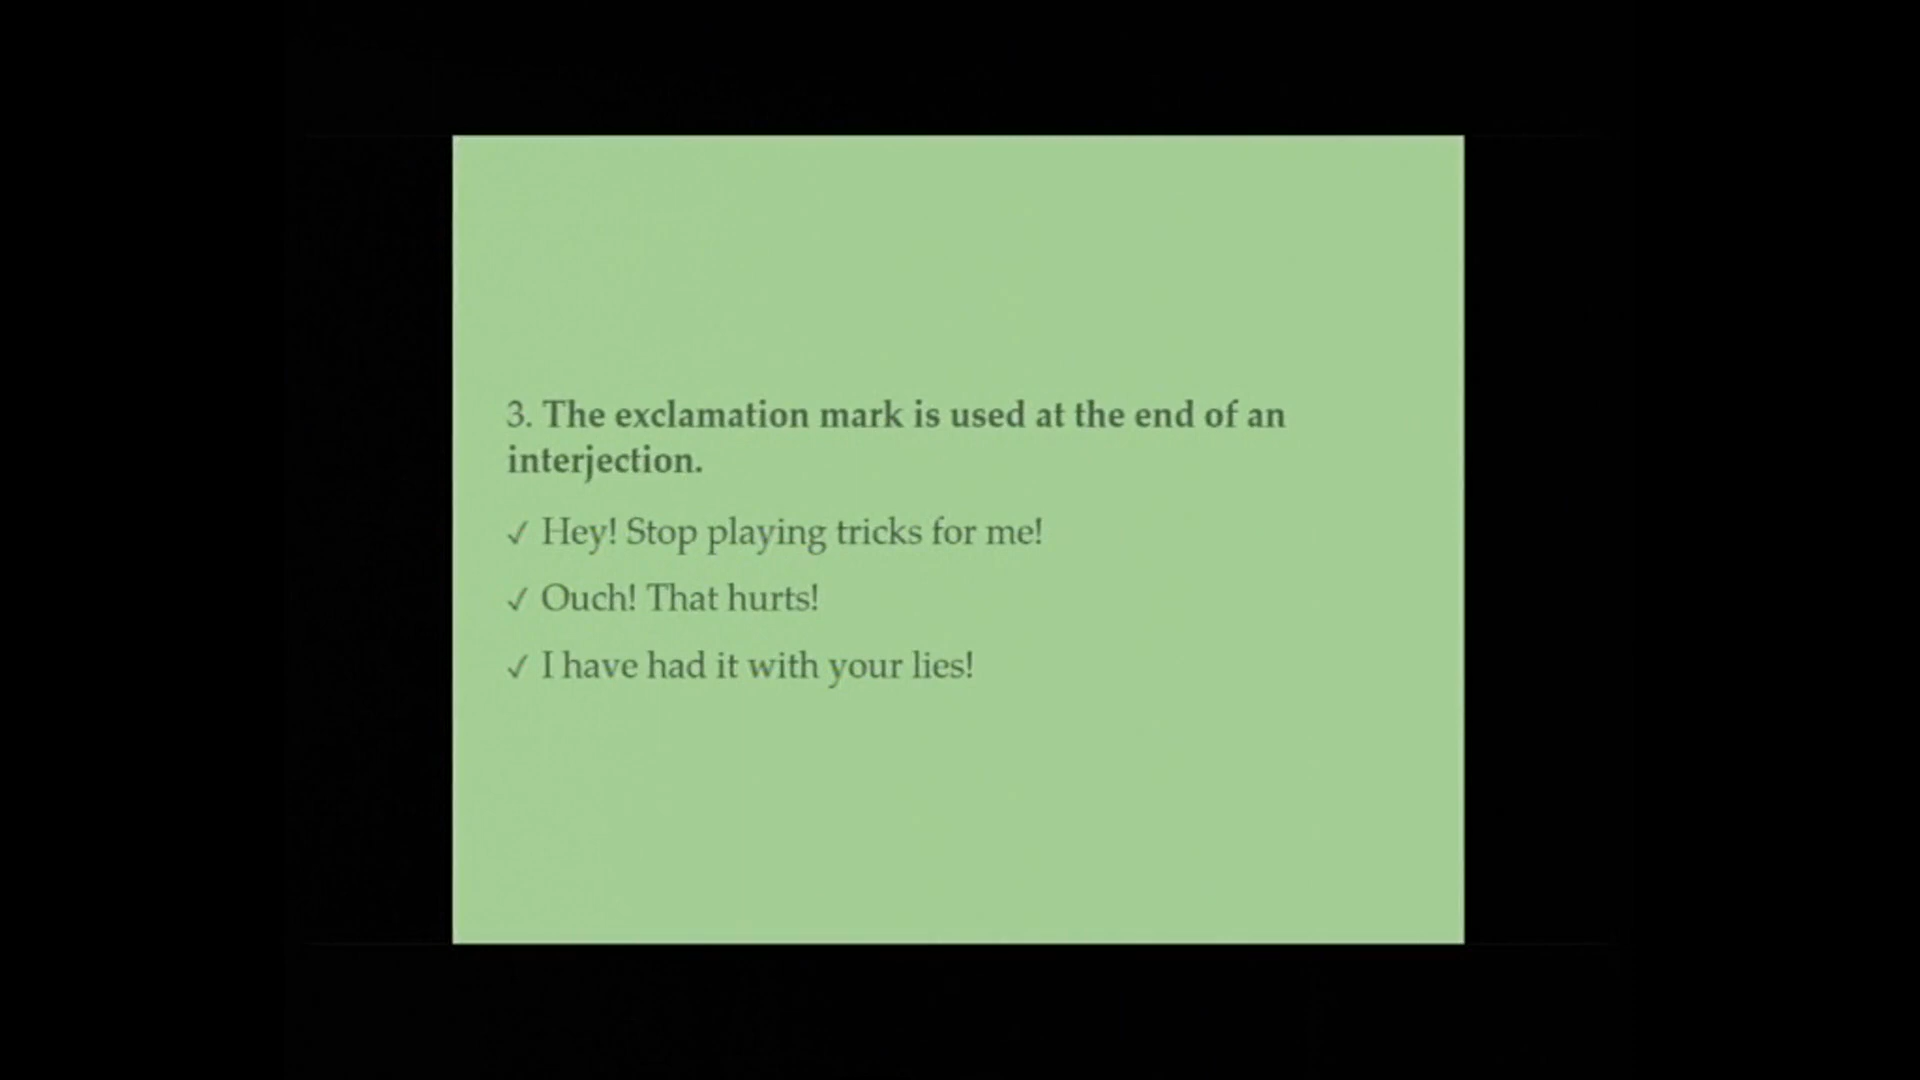 3. The exclamation mark is used at the end of an
interjection.
✓ Hey! Stop playing tricks for me!
✓ Ouch! That hurts!
✓ I have had it with your lies!